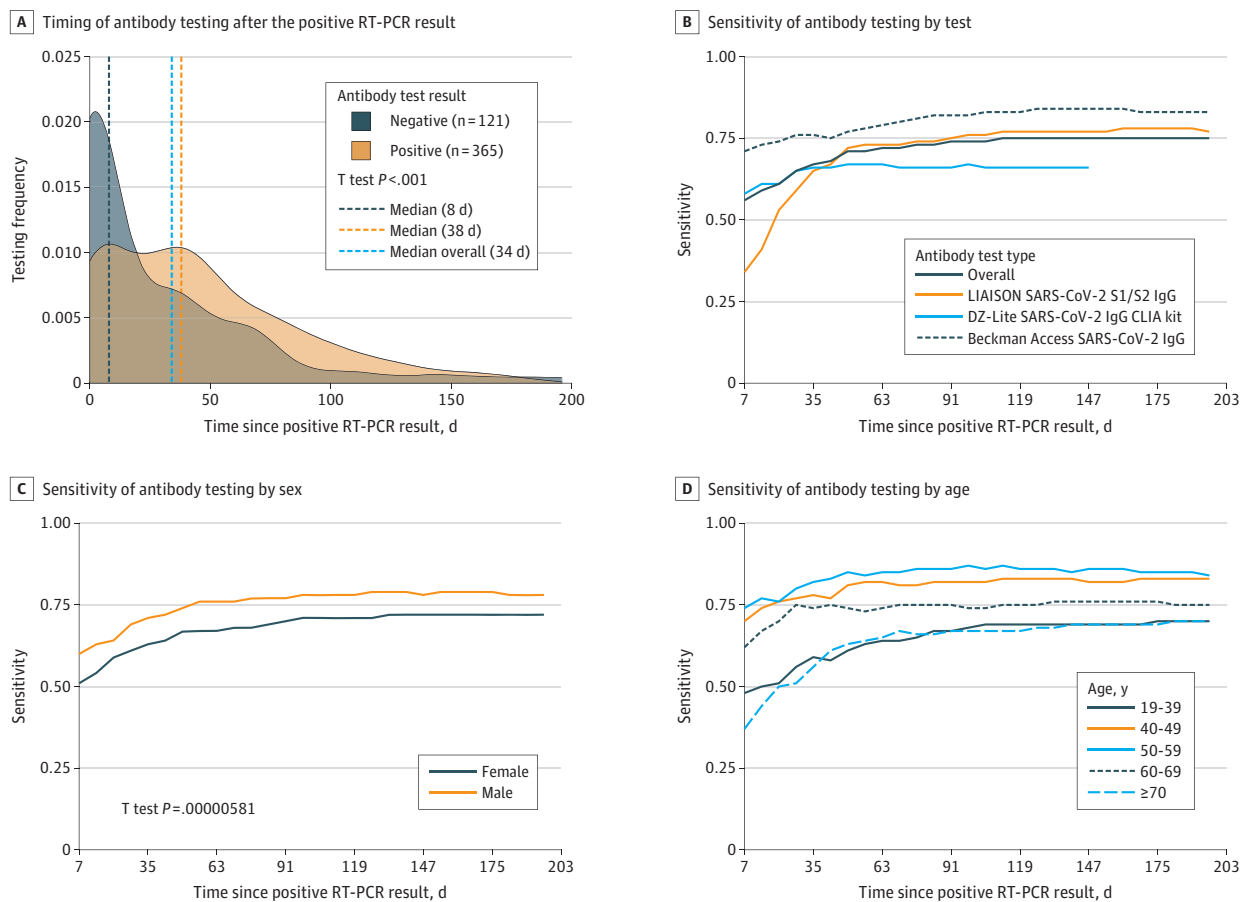 A Timing of antibody testing after the positive RT-PCR result
Testing frequency
0.025
0.020
0.015
0.010
0.005
0
0 50 100 150 200
Time since positive RT-PCR result, d
Antibody test result
Negative (n=121)
Positive (n=365)
T test P<.001
Median (8 d)
Median (38 d)
Median overall (34 d)
B Sensitivity of antibody testing by test
Sensitivity
1.00
0.75
0.50
0.25
0
7 35 63 91 119 147 175 203
Time since positive RT-PCR result, d
Antibody test type
Overall
LIAISON SARS-CoV-2 S1/S2 IgG
DZ-Lite SARS-CoV-2 IgG CLIA kit
Beckman Access SARS-CoV-2 IgG
C Sensitivity of antibody testing by sex
Sensitivity
1.00
0.75
0.50
0.25
0
7 35 63 91 119 147 175 203
Time since positive RT-PCR result, d
T test P=.00000581
Female
Male
D Sensitivity of antibody testing by age
Sensitivity
1.00
0.75
0.50
0.25
0
7 35 63 91 119 147 175 203
Time since positive RT-PCR result, d
Age, y
19-39
40-49
50-59
60-69
≥70